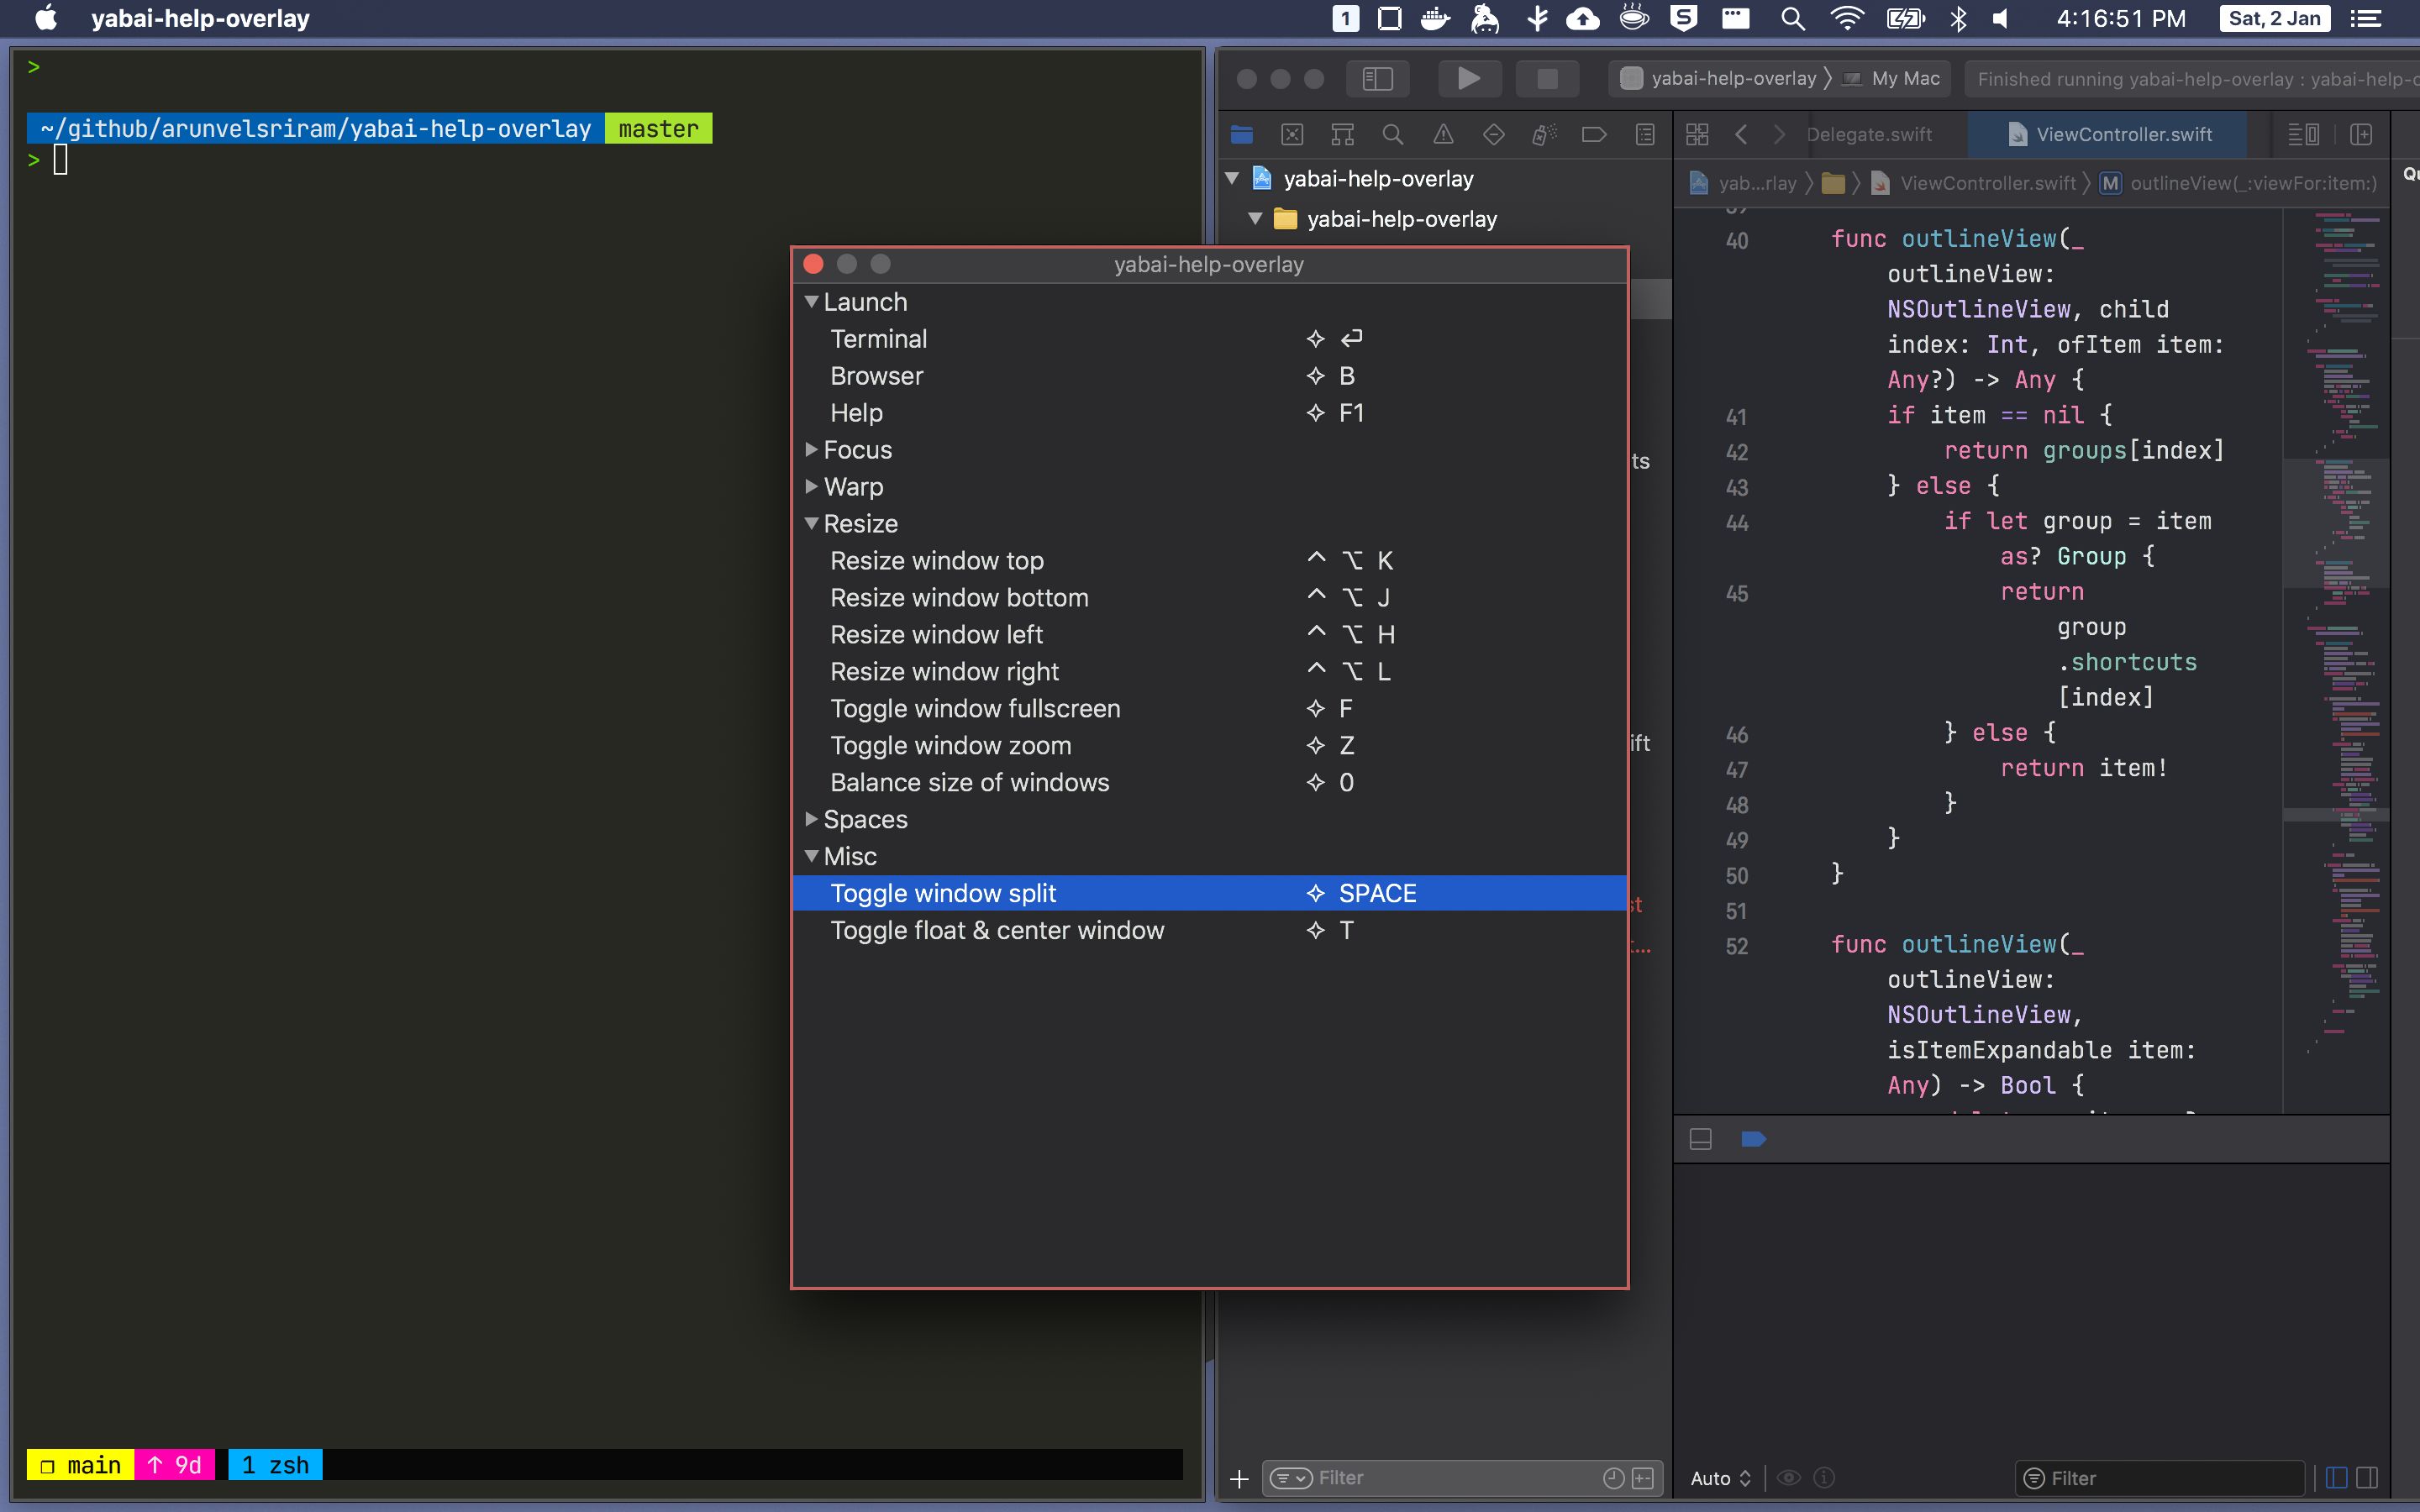 yabai-help-overlay
1
S
4:16:51 PM
Sat, 2 Jan
>
~/github/arunvelsriram/yabai-help-overlay master
>
❐ main ↑ 9d 1 zsh
yabai-help-overlay
Launch
Terminal ✧ ⏎
Browser ✧ B
Help ✧ F1
Focus
Warp
Resize
Resize window top ^ ⌥ K
Resize window bottom ^ ⌥ J
Resize window left ^ ⌥ H
Resize window right ^ ⌥ L
Toggle window fullscreen ✧ F
Toggle window zoom ✧ Z
Balance size of windows ✧ 0
Spaces
Misc
Toggle window split ✧ SPACE
Toggle float & center window ✧ T
yabai-help-overlay 〉 My Mac
Finished running yabai-help-overlay : yabai-help-
yabai-help-overlay
yabai-help-overlay
ts
ift
st
t...
Filter
Delegate.swift
ViewController.swift
yab...rlay 〉 〉 ViewController.swift 〉 M outlineView(_:viewFor:item:)
Qu
40 func outlineView(_
outlineView:
NSOutlineView, child
index: Int, ofItem item:
Any?) -> Any {
41 if item == nil {
42 return groups[index]
43 } else {
44 if let group = item
as? Group {
45 return
group
.shortcuts
[index]
46 } else {
47 return item!
48 }
49 }
50 }
51
52 func outlineView(_
outlineView:
NSOutlineView,
isItemExpandable item:
Any) -> Bool {
Auto
Filter